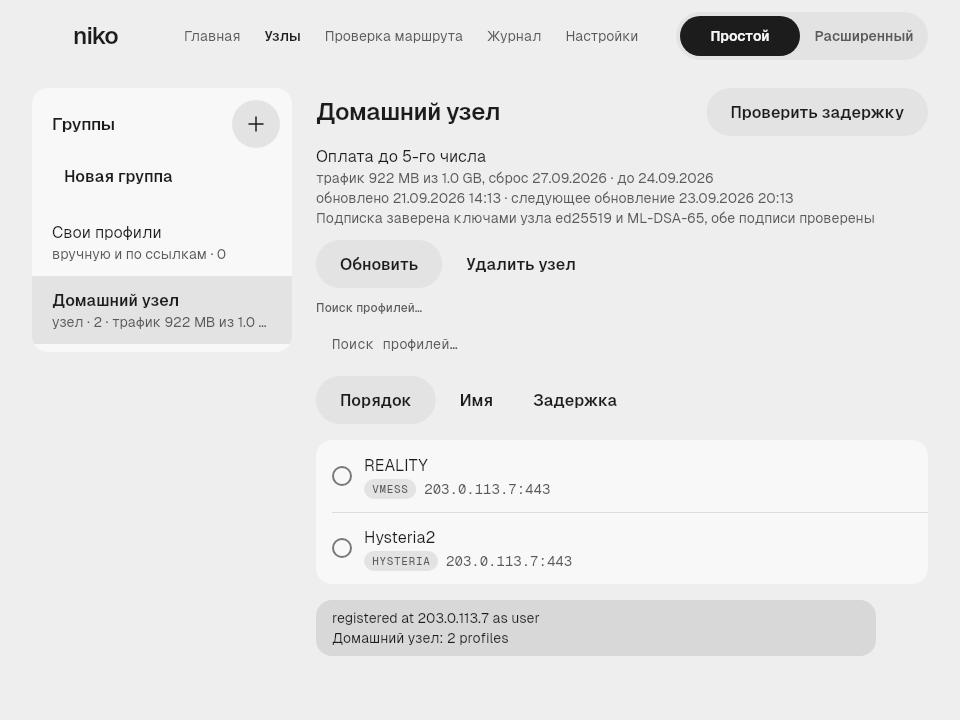 niko
Главная
Узлы
Проверка маршрута
Журнал
Настройки
Простой
Расширенный
Группы
Новая группа
Свои профили
вручную и по ссылкам · 0
Домашний узел
узел · 2 · трафик 922 MB из 1.0 …
Домашний узел
Проверить задержку
Оплата до 5-го числа
трафик 922 MB из 1.0 GB, сброс 27.09.2026 · до 24.09.2026
обновлено 21.09.2026 14:13 · следующее обновление 23.09.2026 20:13
Подписка заверена ключами узла ed25519 и ML-DSA-65, обе подписи проверены
Обновить
Удалить узел
Поиск профилей…
Поиск профилей…
Порядок
Имя
Задержка
REALITY
VMESS 203.0.113.7:443
Hysteria2
HYSTERIA 203.0.113.7:443
registered at 203.0.113.7 as user
Домашний узел: 2 profiles